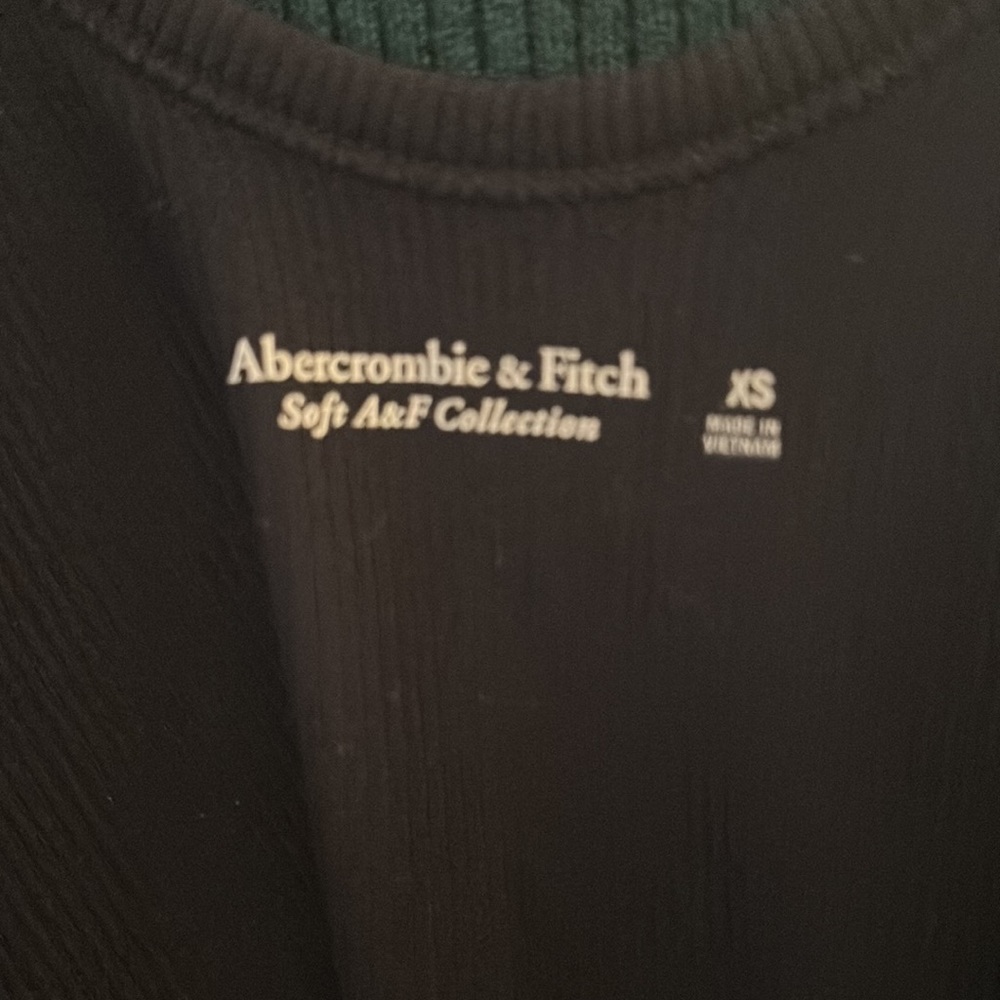 Abercrombie & Fitch
Soft A&F Collection
XS
MADE IN
VIETNAM